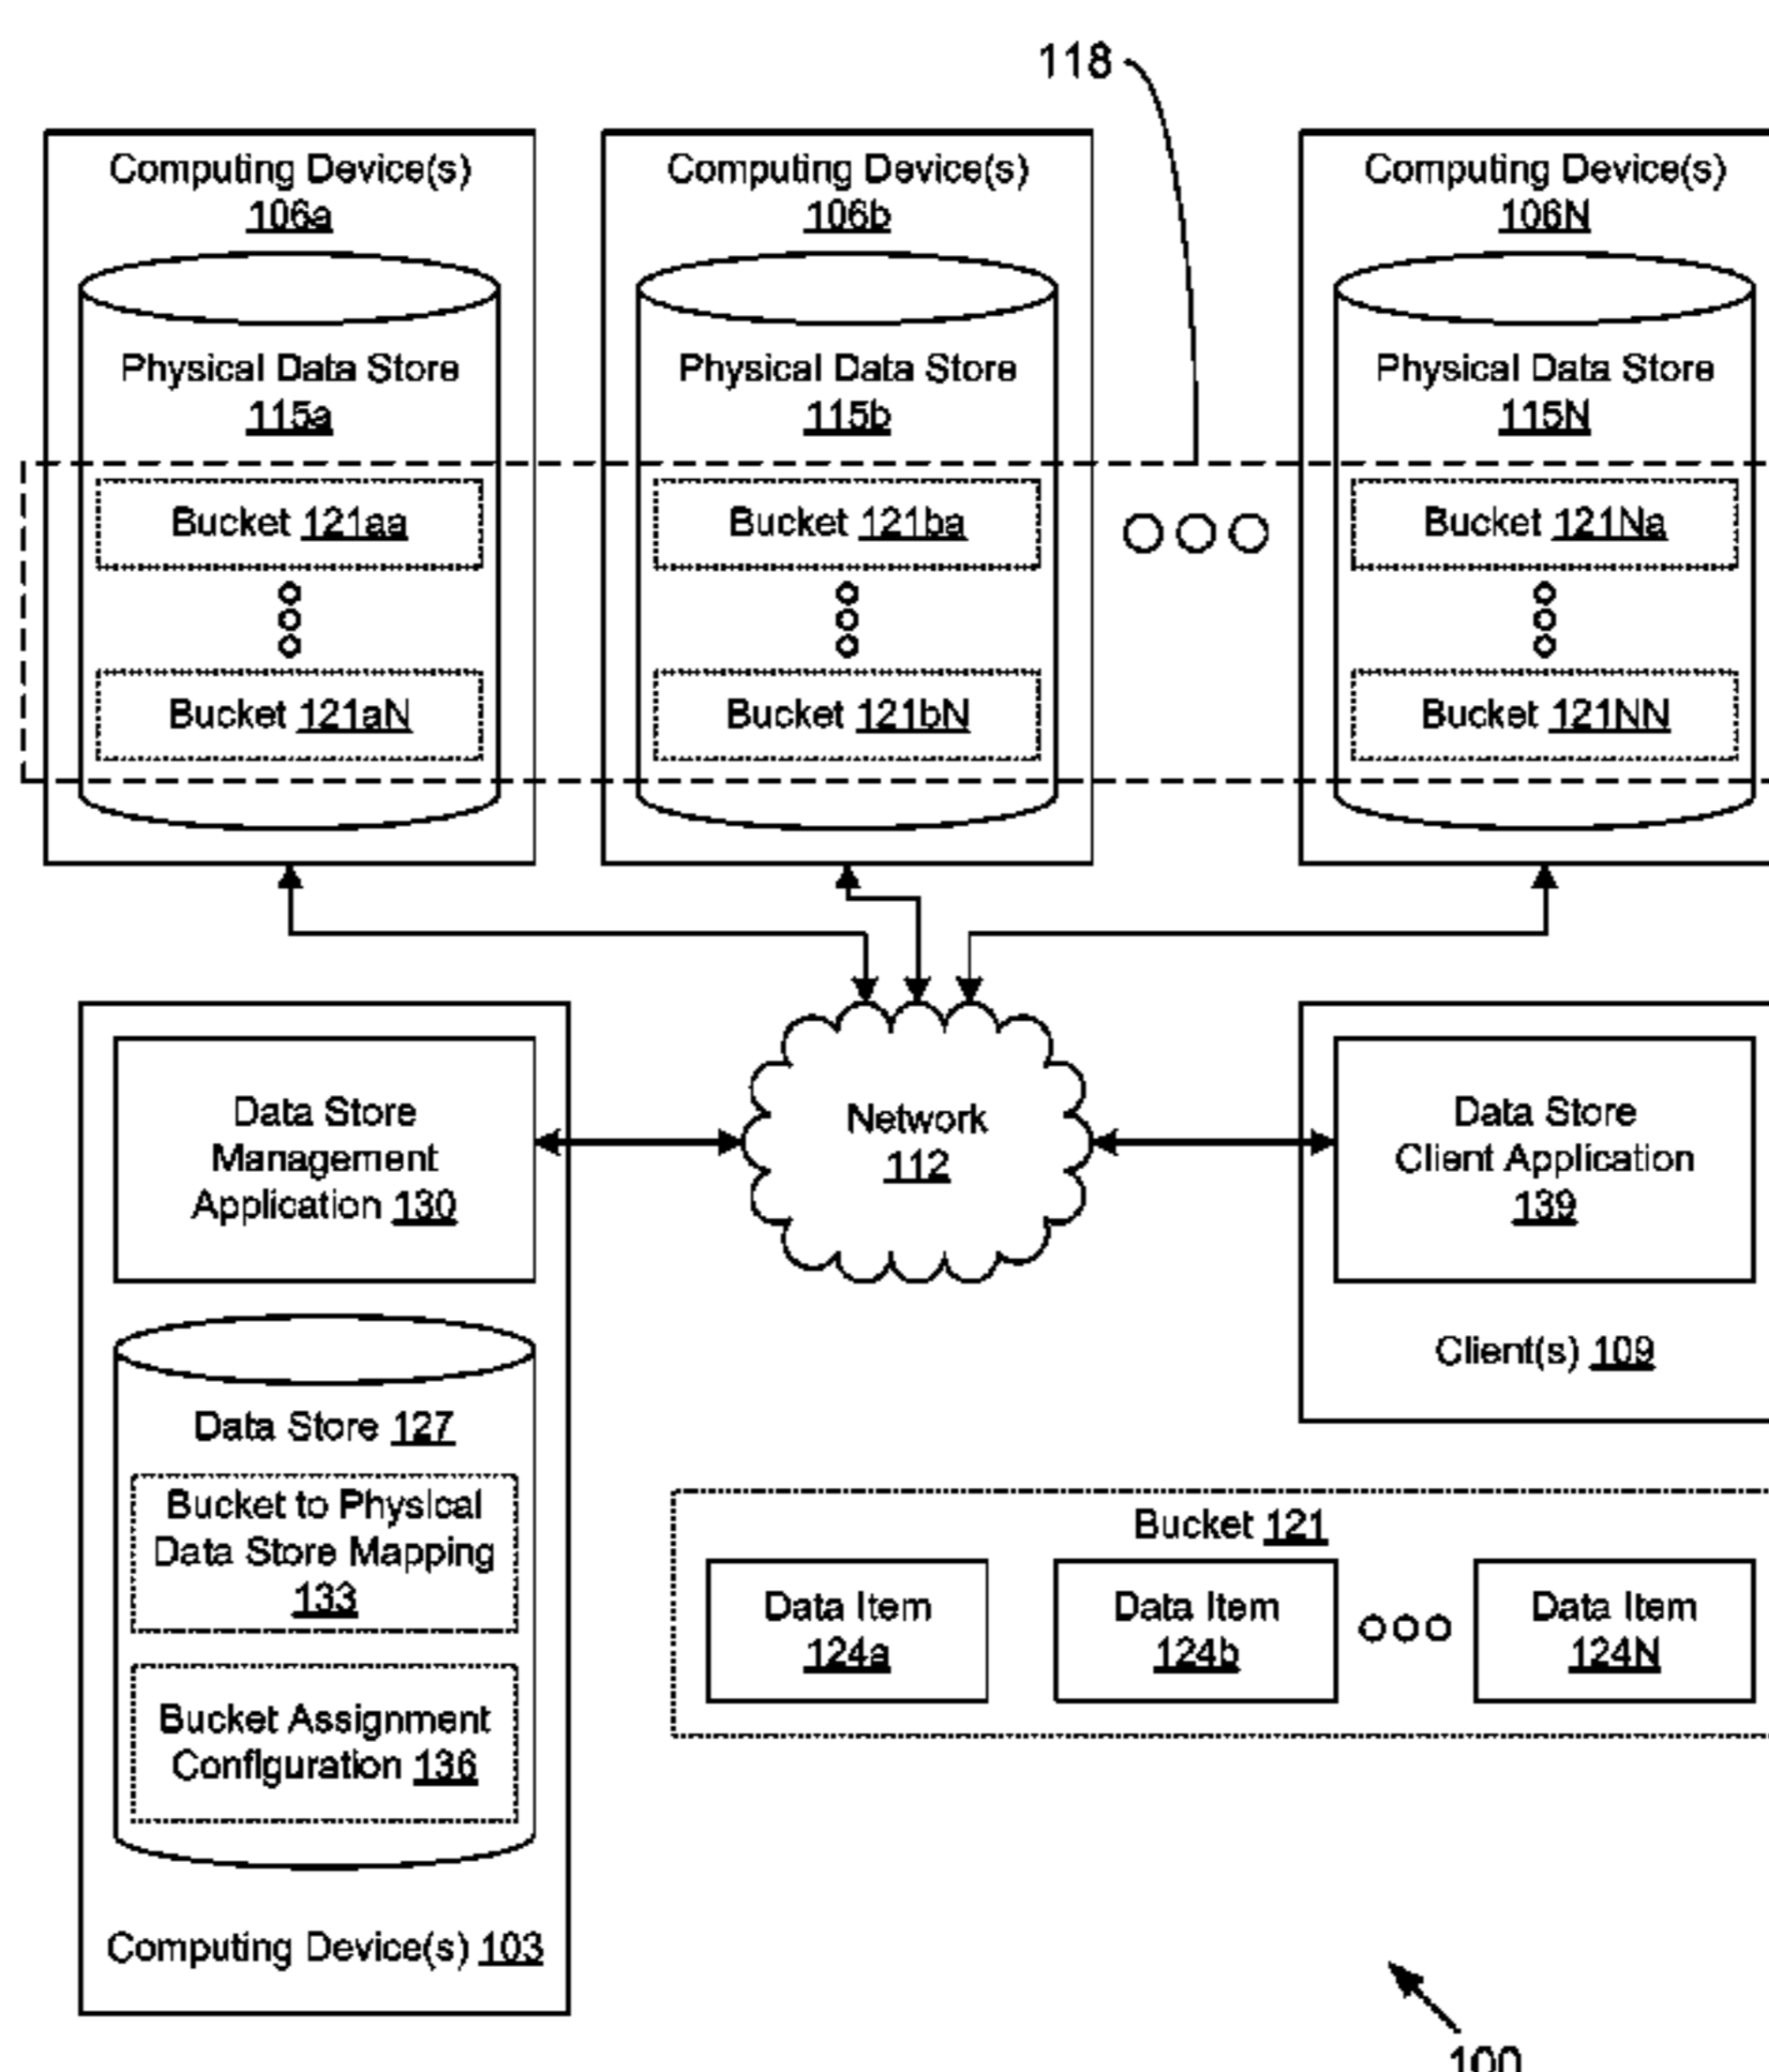 118
Computing Device(s)
106a
Physical Data Store
115a
Bucket 121aa
Bucket 121aN
Computing Device(s)
106b
Physical Data Store
115b
Bucket 121ba
Bucket 121bN
Computing Device(s)
106N
Physical Data Store
115N
Bucket 121Na
Bucket 121NN
Data Store
Management
Application 130
Data Store 127
Bucket to Physical
Data Store Mapping
133
Bucket Assignment
Configuration 136
Computing Device(s) 103
Network
112
Data Store
Client Application
139
Client(s) 109
Bucket 121
Data Item
124a
Data Item
124b
Data Item
124N
100